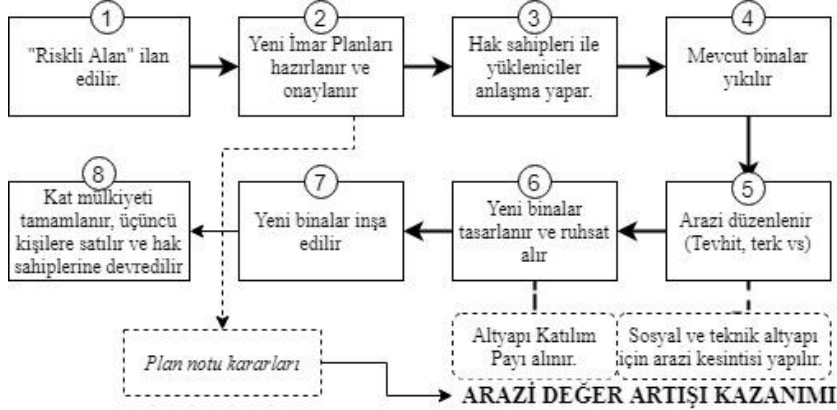 1
"Riskli Alan" ilan
edilir.
2
Yeni İmar Planları
hazırlanır ve
onaylanır
3
Hak sahipleri ile
yükleniciler
anlaşma yapar.
4
Mevcut binalar
yıkılır
5
Arazi düzenlenir
(Tevhit, terk vs)
6
Yeni binalar
tasarlanır ve ruhsat
alır
7
Yeni binalar inşa
edilir
8
Kat mülkiyeti
tamamlanır, üçüncü
kişilere satılır ve hak
sahiplerine devredilir
Plan notu kararları
Altyapı Katılım
Payı alınır.
Sosyal ve teknik altyapı
için arazi kesintisi yapılır.
ARAZİ DEĞER ARTIŞI KAZANIMI